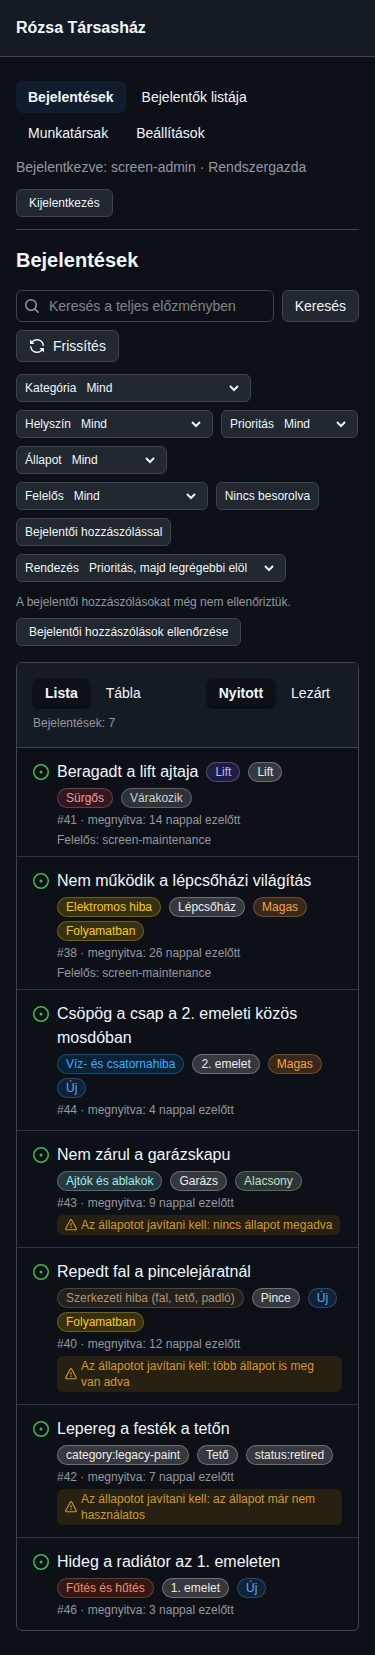 Rózsa Társasház
Bejelentések Bejelentők listája
Munkatársak Beállítások
Bejelentkezve: screen-admin · Rendszergazda
Kijelentkezés
Bejelentések
Keresés a teljes előzményben Keresés
Frissítés
Kategória Mind
Helyszín Mind Prioritás Mind
Állapot Mind
Felelős Mind Nincs besorolva
Bejelentői hozzászólással
Rendezés Prioritás, majd legrégebbi elöl
A bejelentői hozzászólásokat még nem ellenőriztük.
Bejelentői hozzászólások ellenőrzése
Lista Tábla Nyitott Lezárt
Bejelentések: 7
Beragadt a lift ajtaja Lift Lift
Sürgős Várakozik
#41 · megnyitva: 14 nappal ezelőtt
Felelős: screen-maintenance
Nem működik a lépcsőházi világítás
Elektromos hiba Lépcsőház Magas
Folyamatban
#38 · megnyitva: 26 nappal ezelőtt
Felelős: screen-maintenance
Csöpög a csap a 2. emeleti közös
mosdóban
Víz- és csatornahiba 2. emelet Magas
Új
#44 · megnyitva: 4 nappal ezelőtt
Nem zárul a garázskapu
Ajtók és ablakok Garázs Alacsony
#43 · megnyitva: 9 nappal ezelőtt
Az állapotot javítani kell: nincs állapot megadva
Repedt fal a pincelejáratnál
Szerkezeti hiba (fal, tető, padló) Pince Új
Folyamatban
#40 · megnyitva: 12 nappal ezelőtt
Az állapotot javítani kell: több állapot is meg
van adva
Lepereg a festék a tetőn
category:legacy-paint Tető status:retired
#42 · megnyitva: 7 nappal ezelőtt
Az állapotot javítani kell: az állapot már nem
használatos
Hideg a radiátor az 1. emeleten
Fűtés és hűtés 1. emelet Új
#46 · megnyitva: 3 nappal ezelőtt